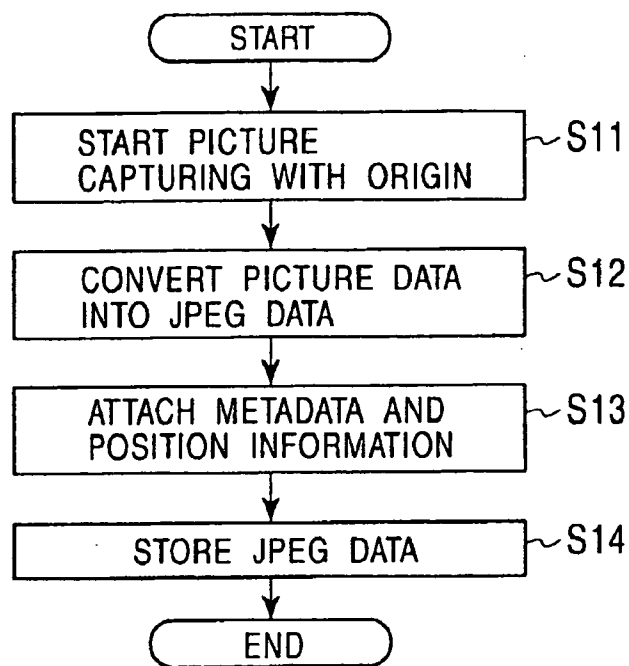 START
START PICTURE
CAPTURING WITH ORIGIN
S11
CONVERT PICTURE DATA
INTO JPEG DATA
S12
ATTACH METADATA AND
POSITION INFORMATION
S13
STORE JPEG DATA
S14
END